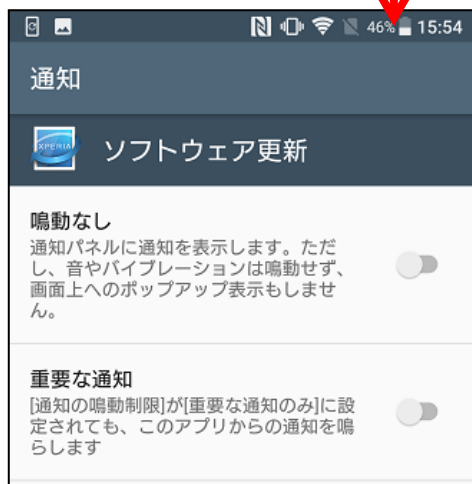 46% 15:54
通知
XPERIA
ソフトウェア更新
鳴動なし
通知パネルに通知を表示します。ただ
し、音やバイブレーションは鳴動せず、
画面上へのポップアップ表示もしませ
ん。
重要な通知
[通知の鳴動制限]が[重要な通知のみ]に設
定されても、このアプリからの通知を鳴
らします